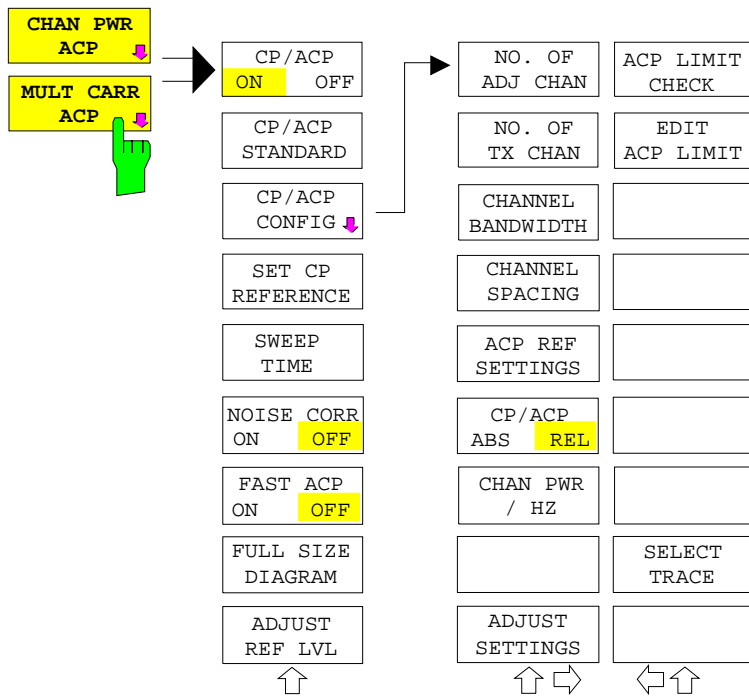 CHAN PWR
ACP
MULT CARR
ACP
CP/ACP
ON OFF
CP/ACP
STANDARD
CP/ACP
CONFIG
SET CP
REFERENCE
SWEEP
TIME
NOISE CORR
ON OFF
FAST ACP
ON OFF
FULL SIZE
DIAGRAM
ADJUST
REF LVL
NO. OF
ADJ CHAN
NO. OF
TX CHAN
CHANNEL
BANDWIDTH
CHANNEL
SPACING
ACP REF
SETTINGS
CP/ACP
ABS REL
CHAN PWR
/ HZ
ADJUST
SETTINGS
ACP LIMIT
CHECK
EDIT
ACP LIMIT
SELECT
TRACE